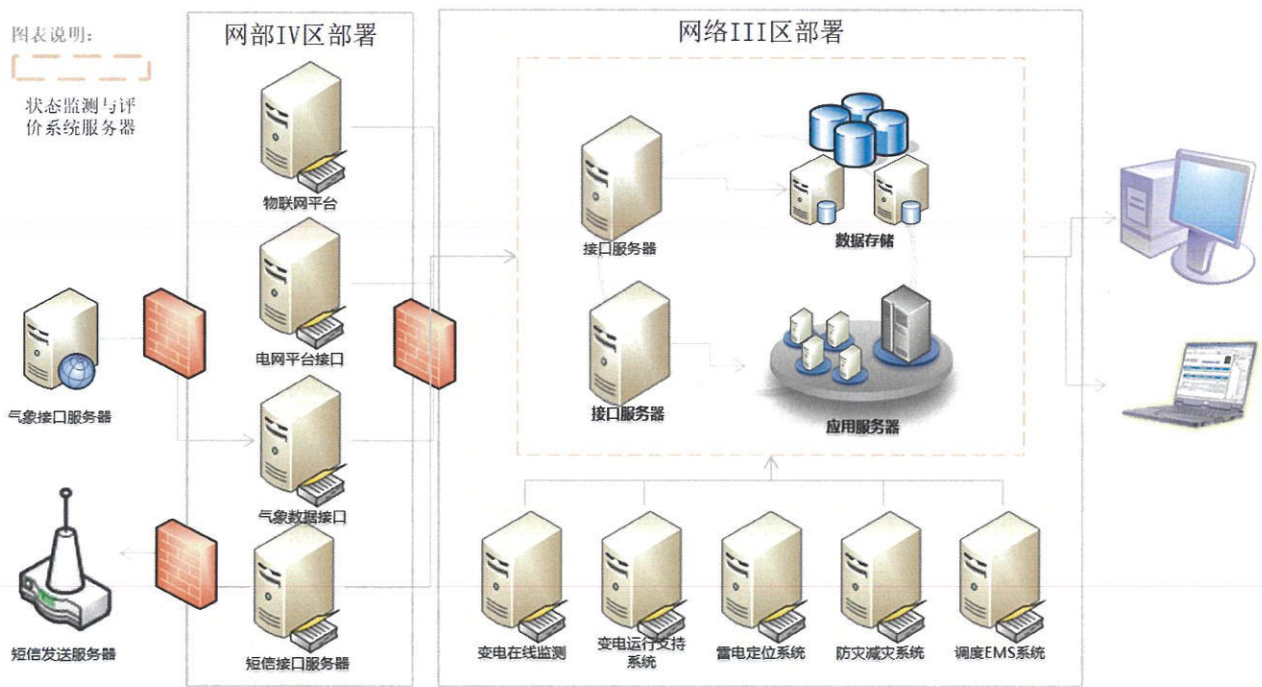 图表说明:
状态监测与评
价系统服务器
网部IV区部署
网络III区部署
物联网平台
电网平台接口
气象接口服务器
气象数据接口
短信发送服务器
短信接口服务器
接口服务器
数据存储
接口服务器
应用服务器
变电在线监测
变电运行支持
系统
雷电定位系统
防灾减灾系统
调度EMS系统